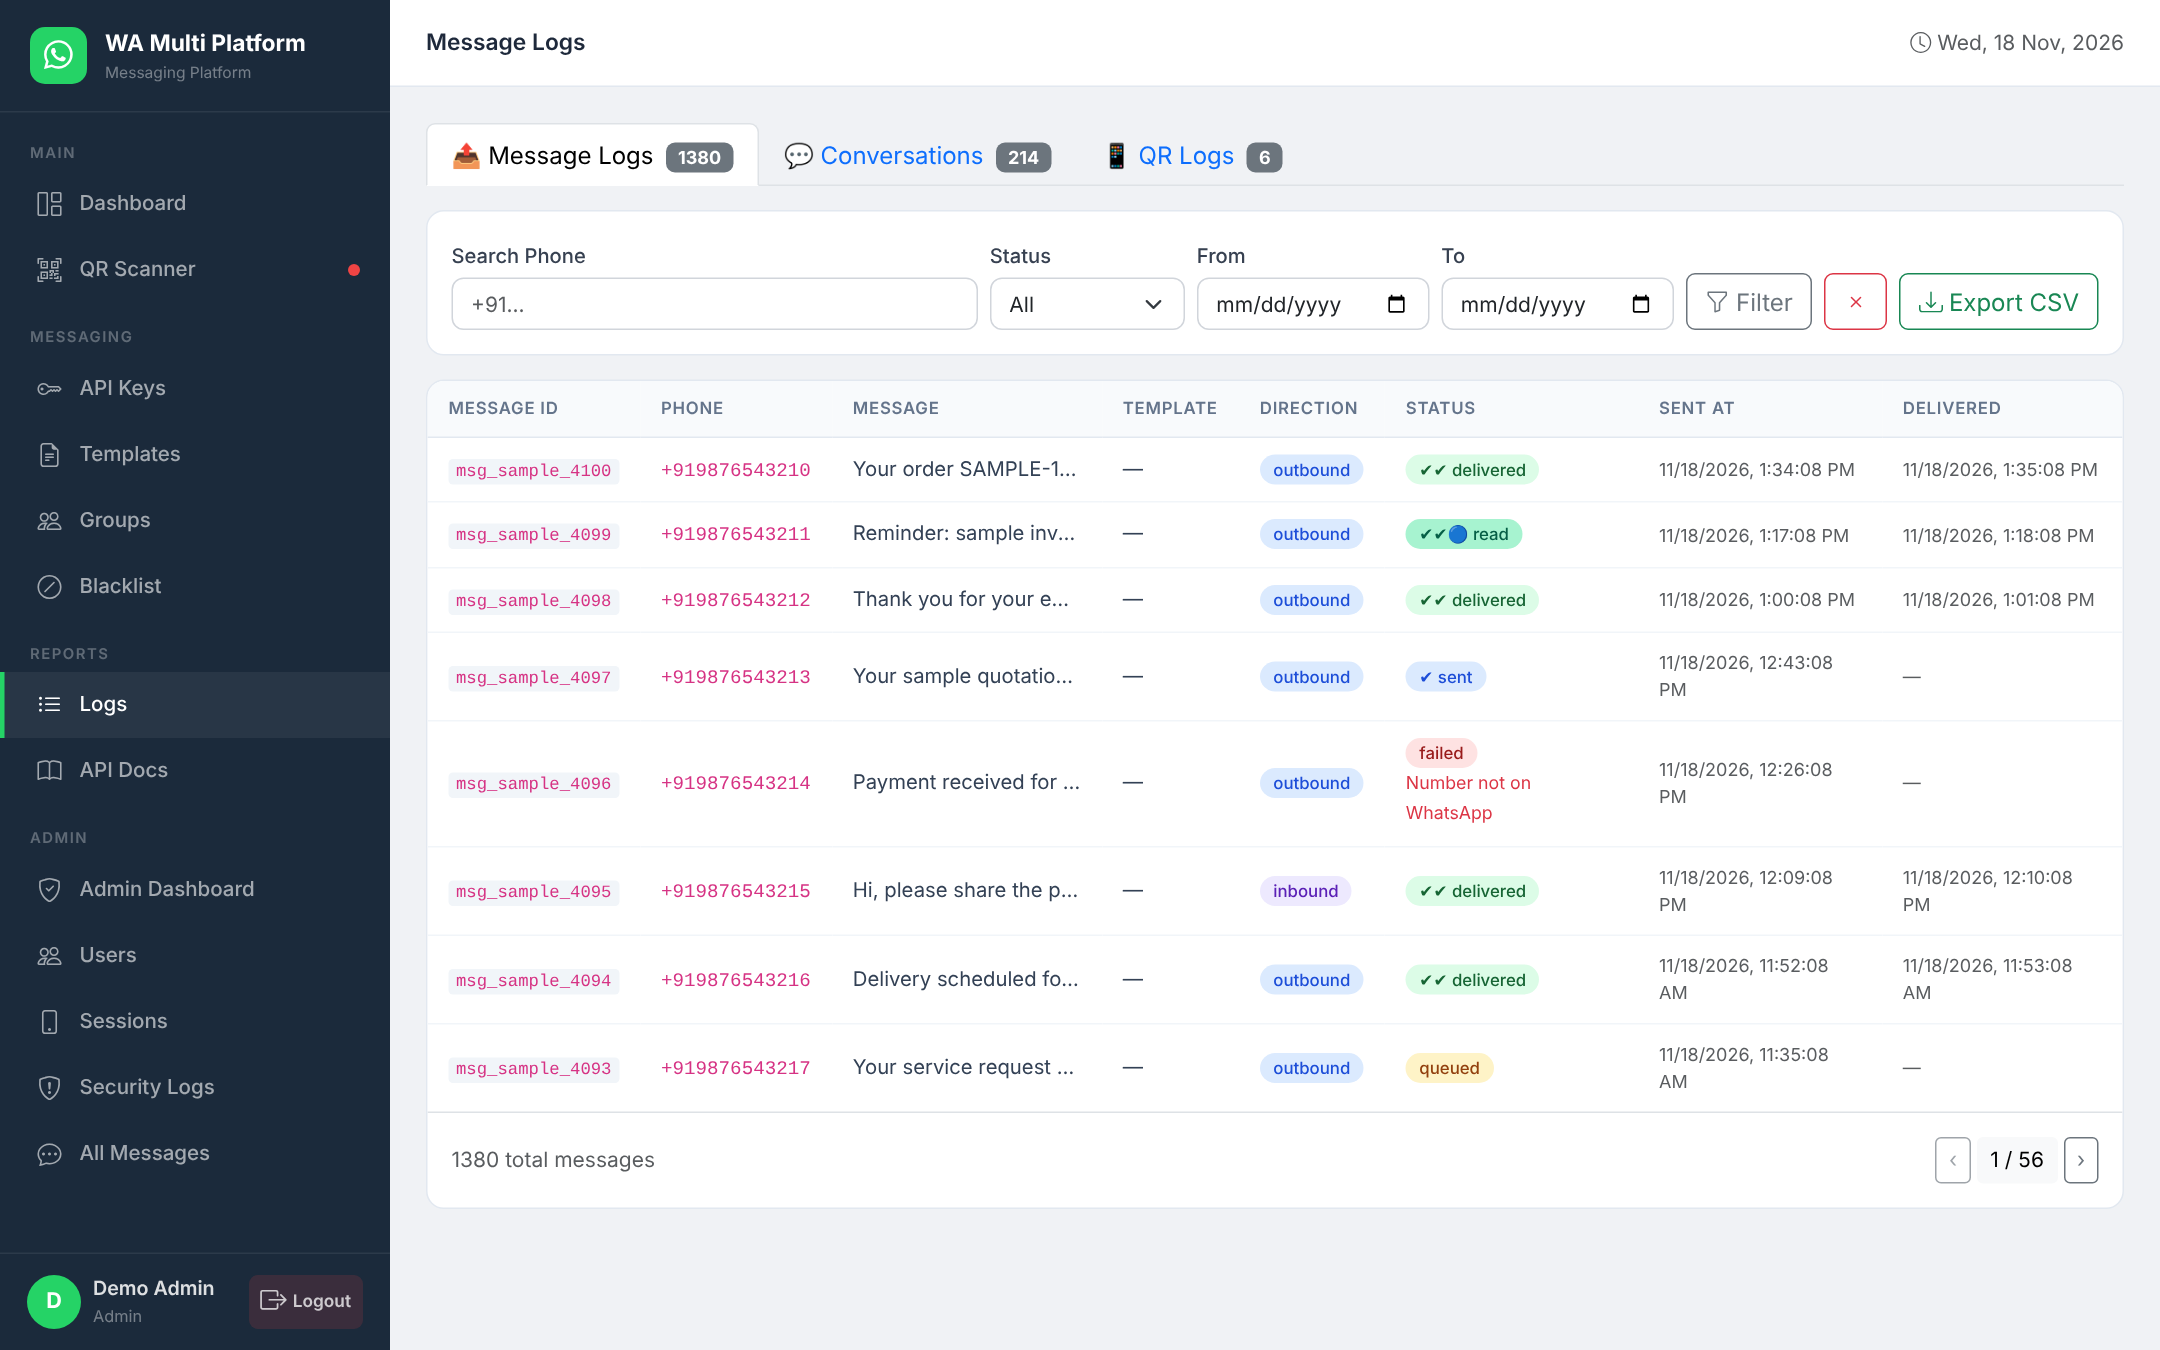 WA Multi Platform
Messaging Platform
MAIN
Dashboard
QR Scanner
MESSAGING
API Keys
Templates
Groups
Blacklist
REPORTS
Logs
API Docs
ADMIN
Admin Dashboard
Users
Sessions
Security Logs
All Messages
D
Demo Admin
Admin
Logout
Message Logs
Wed, 18 Nov, 2026
Message Logs 1380
Conversations 214
QR Logs 6
Search Phone Status From To
+91... All mm/dd/yyyy mm/dd/yyyy Filter × Export CSV
MESSAGE ID PHONE MESSAGE TEMPLATE DIRECTION STATUS SENT AT DELIVERED
msg_sample_4100 +919876543210 Your order SAMPLE-1... — outbound ✔✔ delivered 11/18/2026, 1:34:08 PM 11/18/2026, 1:35:08 PM
msg_sample_4099 +919876543211 Reminder: sample inv... — outbound ✔✔🔵 read 11/18/2026, 1:17:08 PM 11/18/2026, 1:18:08 PM
msg_sample_4098 +919876543212 Thank you for your e... — outbound ✔✔ delivered 11/18/2026, 1:00:08 PM 11/18/2026, 1:01:08 PM
msg_sample_4097 +919876543213 Your sample quotatio... — outbound ✔ sent 11/18/2026, 12:43:08 PM —
msg_sample_4096 +919876543214 Payment received for ... — outbound failed Number not on WhatsApp 11/18/2026, 12:26:08 PM —
msg_sample_4095 +919876543215 Hi, please share the p... — inbound ✔✔ delivered 11/18/2026, 12:09:08 PM 11/18/2026, 12:10:08 PM
msg_sample_4094 +919876543216 Delivery scheduled fo... — outbound ✔✔ delivered 11/18/2026, 11:52:08 AM 11/18/2026, 11:53:08 AM
msg_sample_4093 +919876543217 Your service request ... — outbound queued 11/18/2026, 11:35:08 AM —
1380 total messages
‹ 1 / 56 ›